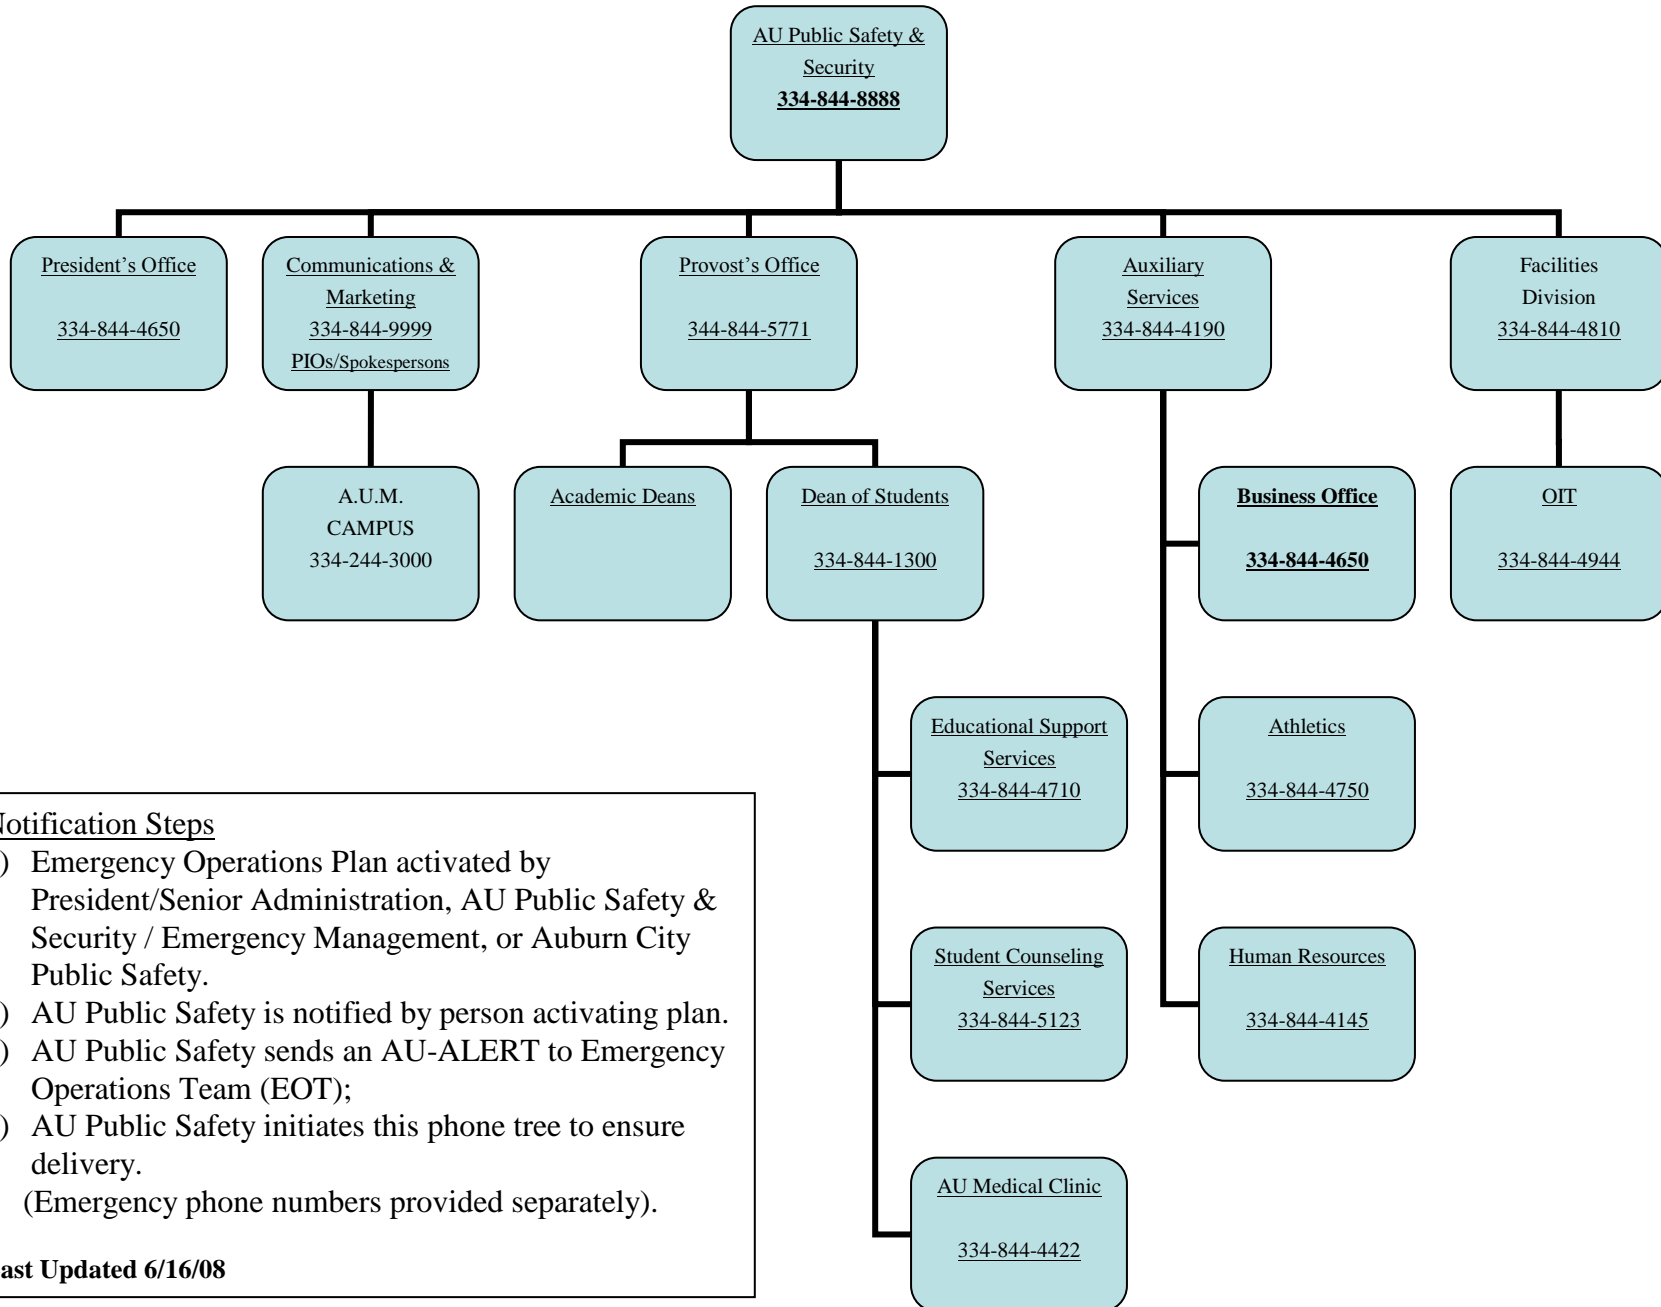 AU Public Safety &
Security
334-844-8888
President's Office
334-844-4650
Communications &
Marketing
334-844-9999
PIOs/Spokespersons
Provost's Office
344-844-5771
Auxiliary
Services
334-844-4190
Facilities
Division
334-844-4810
A.U.M.
CAMPUS
334-244-3000
Academic Deans
Dean of Students
334-844-1300
Business Office
334-844-4650
OIT
334-844-4944
Educational Support
Services
334-844-4710
Athletics
334-844-4750
Student Counseling
Services
334-844-5123
Human Resources
334-844-4145
AU Medical Clinic
334-844-4422
otification Steps
) Emergency Operations Plan activated by
President/Senior Administration, AU Public Safety &
Security / Emergency Management, or Auburn City
Public Safety.
) AU Public Safety is notified by person activating plan.
) AU Public Safety sends an AU-ALERT to Emergency
Operations Team (EOT);
) AU Public Safety initiates this phone tree to ensure
delivery.
(Emergency phone numbers provided separately).
ast Updated 6/16/08